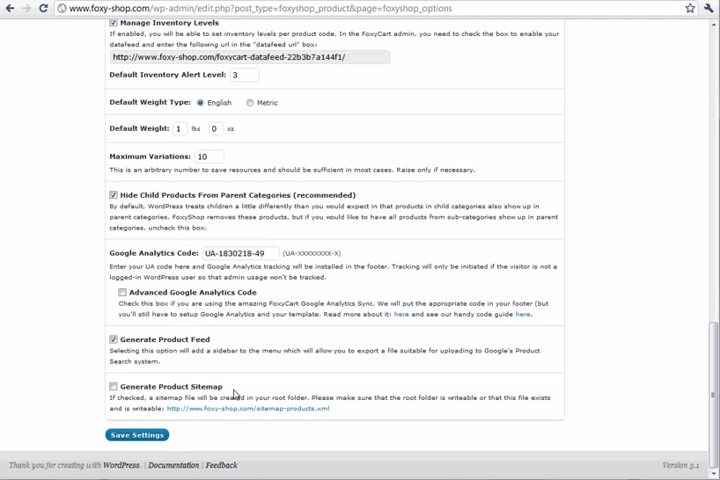 www.foxy-shop.com/wp-admin/edit.php?post_type=foxyshop_product&page=foxyshop_options
Manage Inventory Levels
If enabled, you will be able to set inventory levels per product code. In the FoxyCart admin, you need to check the box to enable your
datafeed and enter the following url in the "datafeed url" box:
http://www.foxy-shop.com/foxycart-datafeed-22b3b7a144f1/
Default Inventory Alert Level: 3
Default Weight Type: English Metric
Default Weight: 1 lbs 0 oz
Maximum Variations: 10
This is an arbitrary number to save resources and should be sufficient in most cases. Raise only if necessary.
Hide Child Products From Parent Categories (recommended)
By default, WordPress treats children a little differently than you would expect in that products in child categories also show up in
parent categories. FoxyShop removes these products, but if you would like to have all products from sub-categories show up in parent
categories, uncheck this box.
Google Analytics Code: UA-1830218-49 (UA-XXXXXXXX-X)
Enter your UA code here and Google Analytics tracking will be installed in the footer. Tracking will only be initiated if the visitor is not a
logged-in WordPress user so that admin usage won't be tracked.
Advanced Google Analytics Code
Check this box if you are using the amazing FoxyCart Google Analytics Sync. We will put the appropriate code in your footer (but
you'll still have to setup Google Analytics and your template. Read more about it: here and see our handy code guide here.
Generate Product Feed
Selecting this option will add a sidebar to the menu which will allow you to export a file suitable for uploading to Google's Product
Search system.
Generate Product Sitemap
If checked, a sitemap file will be created in your root folder. Please make sure that the root folder is writeable or that this file exists
and is writeable: http://www.foxy-shop.com/sitemap-products.xml
Save Settings
Thank you for creating with WordPress. | Documentation | Feedback
Version 3.1